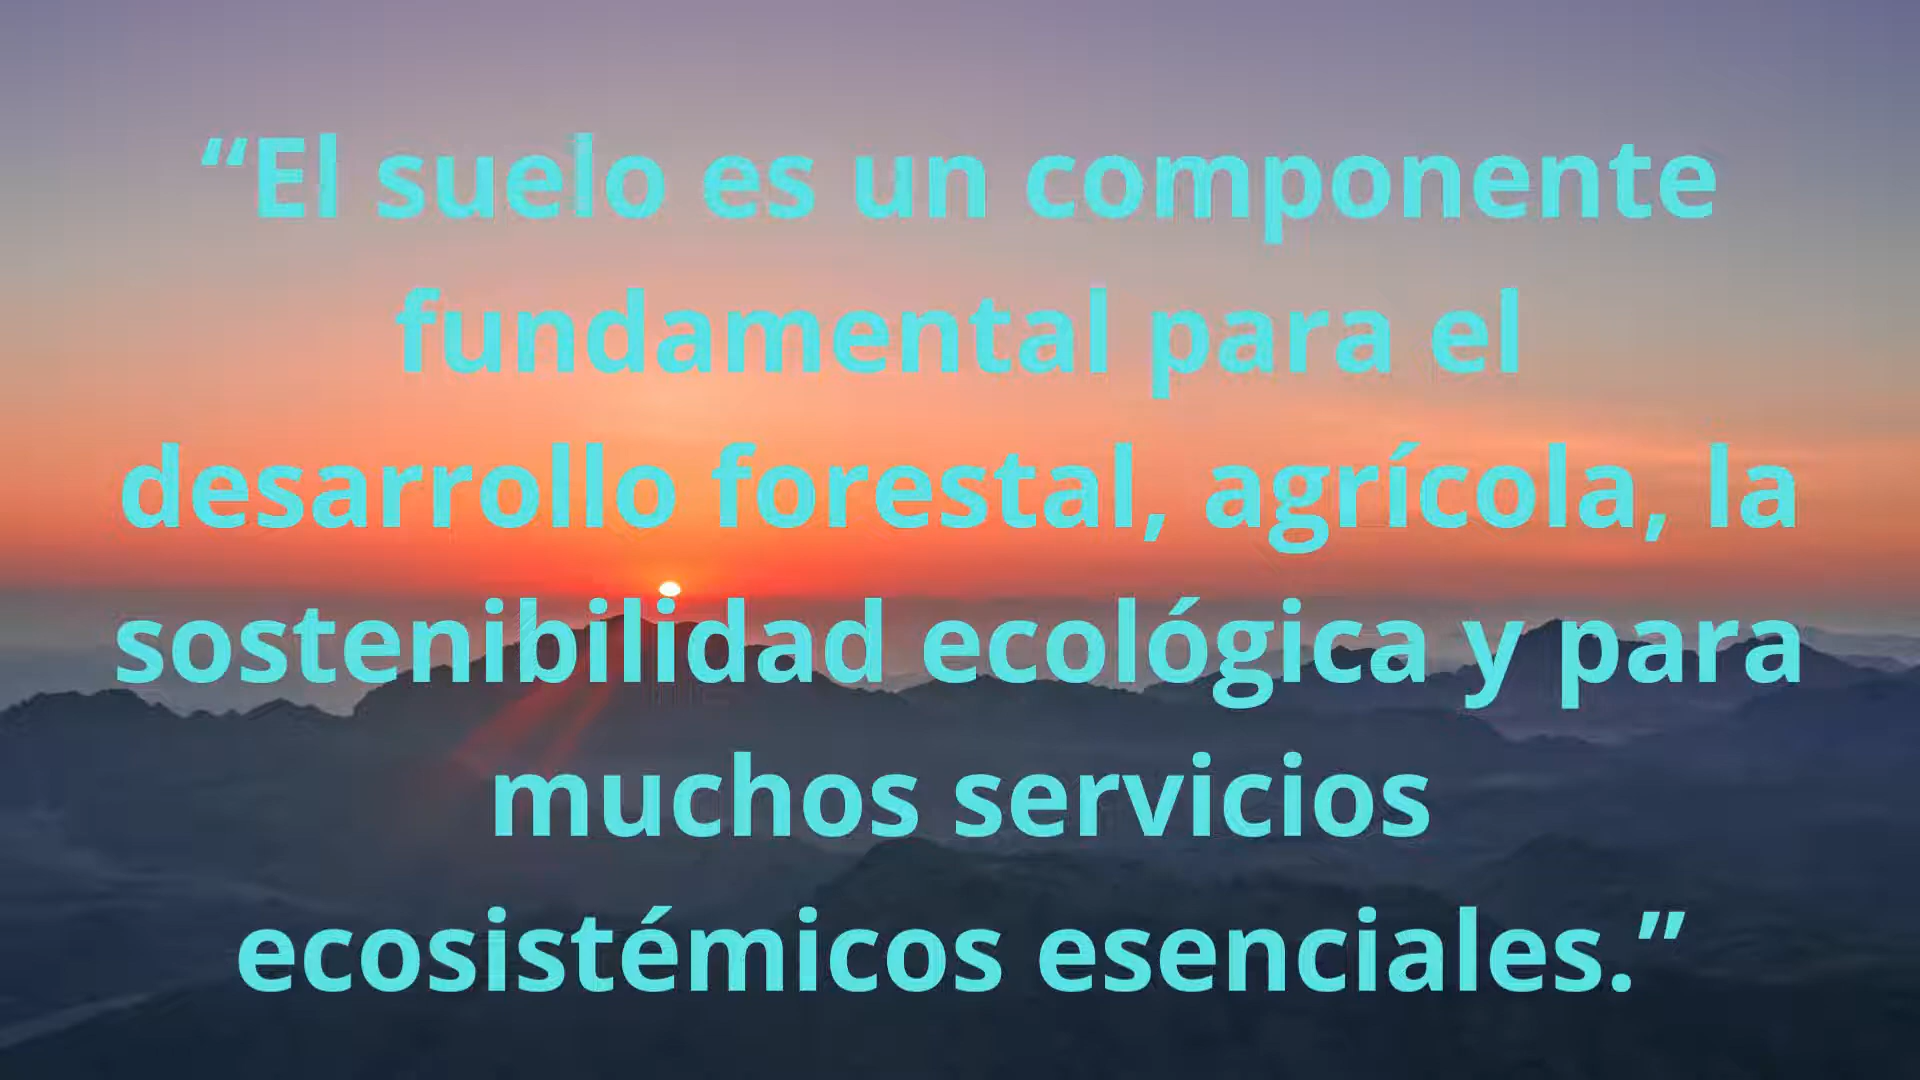 “El suelo es un componente
fundamental para el
desarrollo forestal, agrícola, la
sostenibilidad ecológica y para
muchos servicios
ecosistémicos esenciales.”